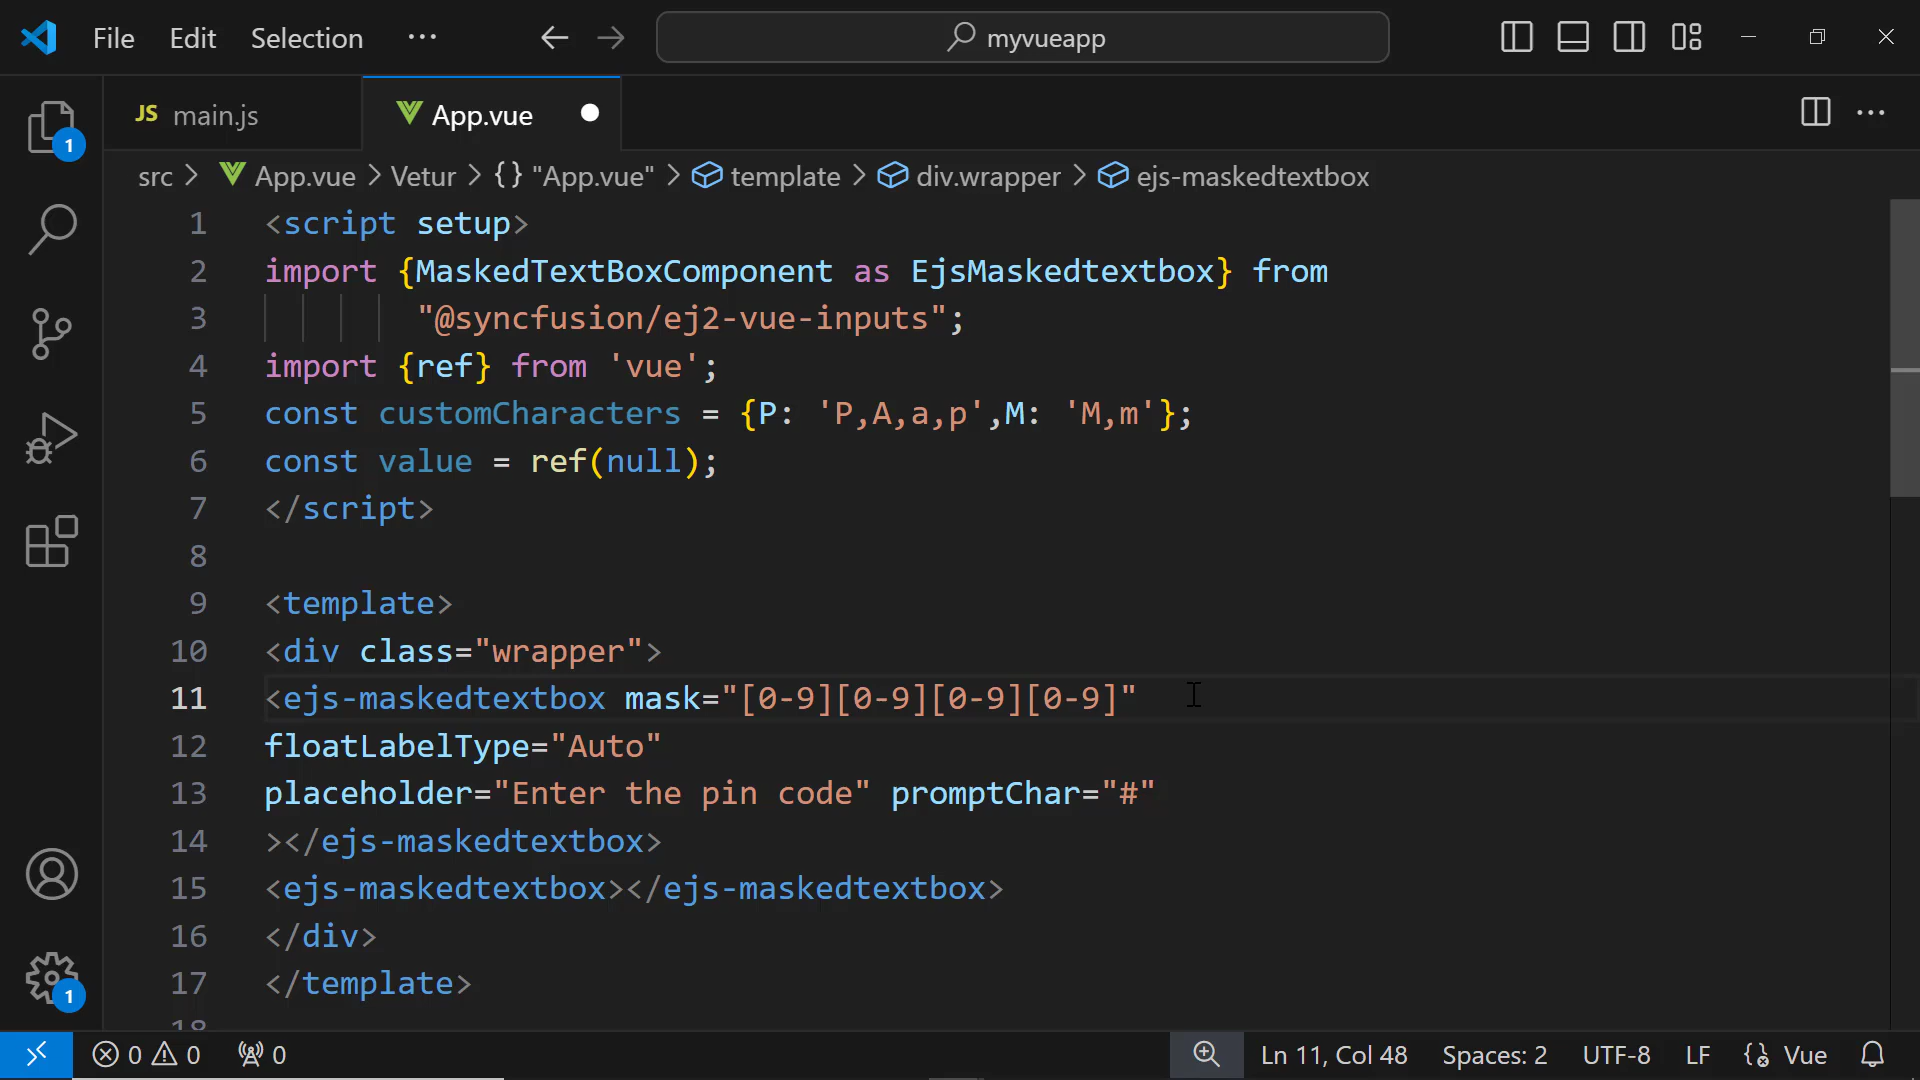 File Edit Selection ··· myvueapp
JS main.js App.vue ···
src > App.vue > Vetur > {} "App.vue" > template > div.wrapper > ejs-maskedtextbox
1 <script setup>
2 import {MaskedTextBoxComponent as EjsMaskedtextbox} from
3 "@syncfusion/ej2-vue-inputs";
4 import {ref} from 'vue';
5 const customCharacters = {P: 'P,A,a,p',M: 'M,m'};
6 const value = ref(null);
7 </script>
8
9 <template>
10 <div class="wrapper">
11 <ejs-maskedtextbox mask="[0-9][0-9][0-9][0-9]"
12 floatLabelType="Auto"
13 placeholder="Enter the pin code" promptChar="#"
14 ></ejs-maskedtextbox>
15 <ejs-maskedtextbox></ejs-maskedtextbox>
16 </div>
17 </template>
18
1
1
0 0 0 Ln 11, Col 48 Spaces: 2 UTF-8 LF Vue